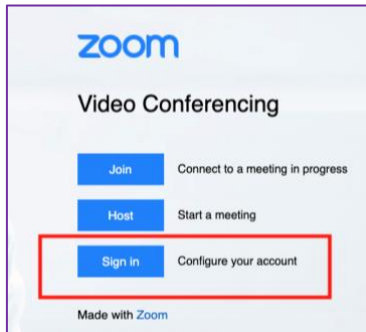 zoom
Video Conferencing
Join Connect to a meeting in progress
Host Start a meeting
Sign in Configure your account
Made with Zoom